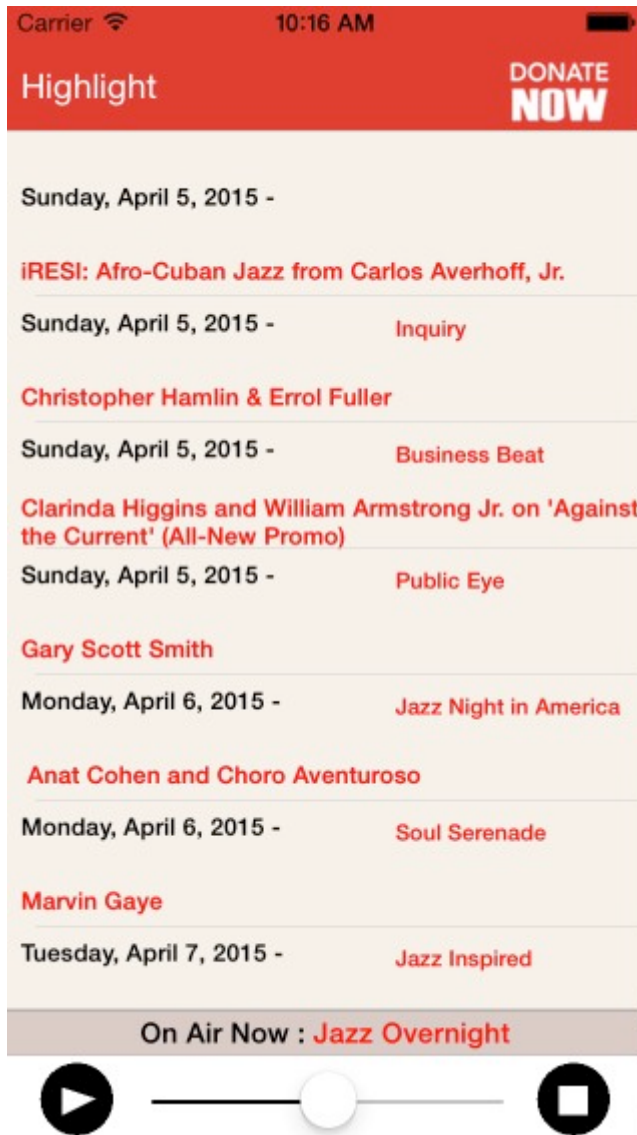 Carrier 10:16 AM
Highlight
DONATE
NOW
Sunday, April 5, 2015 -
iRESI: Afro-Cuban Jazz from Carlos Averhoff, Jr.
Sunday, April 5, 2015 - Inquiry
Christopher Hamlin & Errol Fuller
Sunday, April 5, 2015 - Business Beat
Clarinda Higgins and William Armstrong Jr. on 'Against
the Current' (All-New Promo)
Sunday, April 5, 2015 - Public Eye
Gary Scott Smith
Monday, April 6, 2015 - Jazz Night in America
Anat Cohen and Choro Aventuroso
Monday, April 6, 2015 - Soul Serenade
Marvin Gaye
Tuesday, April 7, 2015 - Jazz Inspired
On Air Now : Jazz Overnight